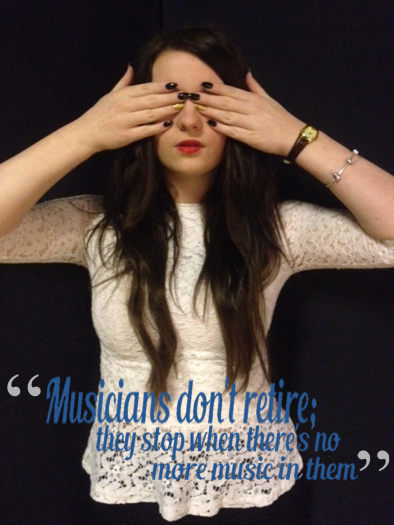 “Musicians don't retire;
they stop when there's no
more music in them”